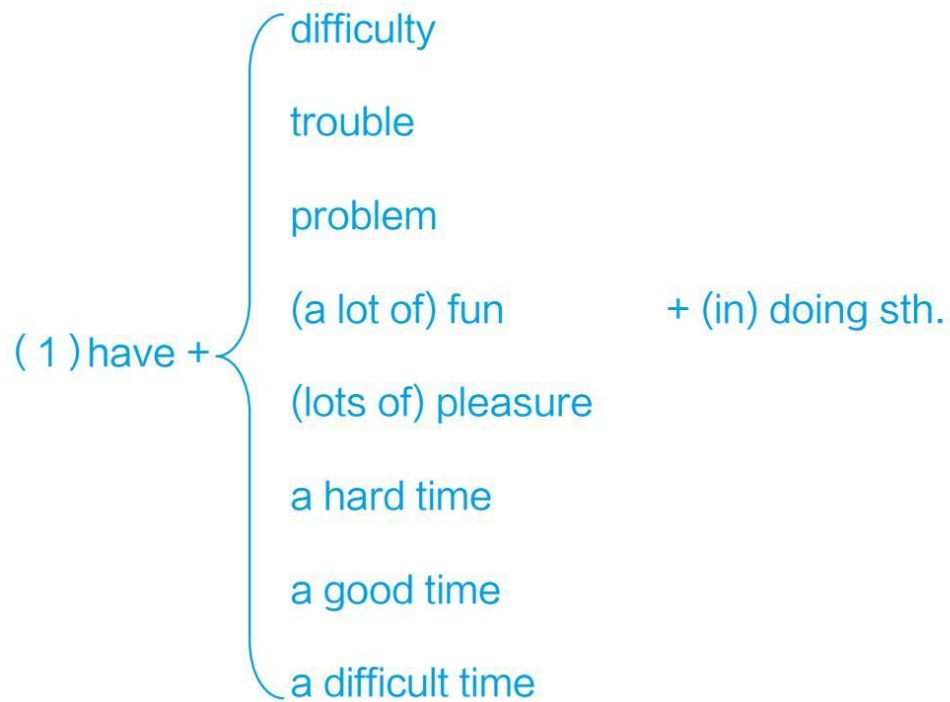 difficulty
trouble
problem
(a lot of) fun + (in) doing sth.
(1)have +
(lots of) pleasure
a hard time
a good time
a difficult time